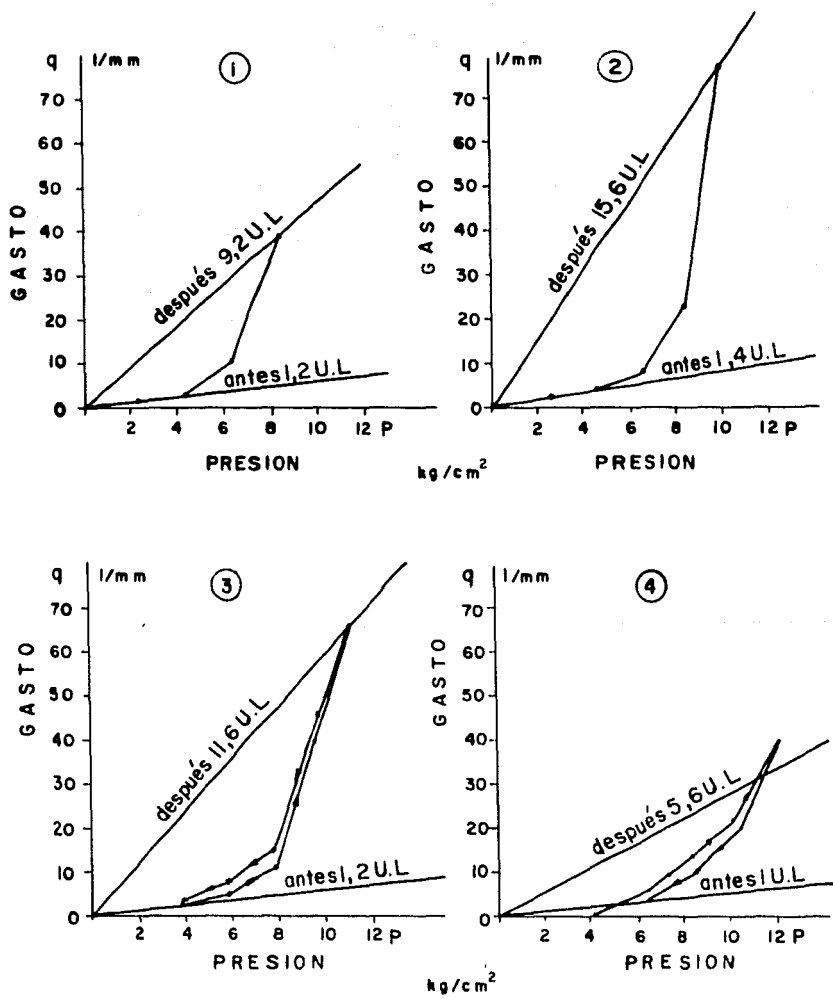 q l/mm ①
70
60
50
40
30
20
10
0
GASTO
después 9,2 U.L
antes 1,2 U.L
0 2 4 6 8 10 12 P
PRESION
q l/mm ②
70
60
50
40
30
20
10
0
GASTO
después 15,6 U.L
antes 1,4 U.L
0 2 4 6 8 10 12 P
PRESION
kg/cm²
q l/mm ③
70
60
50
40
30
20
10
0
GASTO
después 11,6 U.L
antes 1,2 U.L
2 4 6 8 10 12 P
PRESION
q l/mm ④
70
60
50
40
30
20
10
0
GASTO
después 5,6 U.L
antes 1 U.L
2 4 6 8 10 12 P
PRESION
kg/cm²